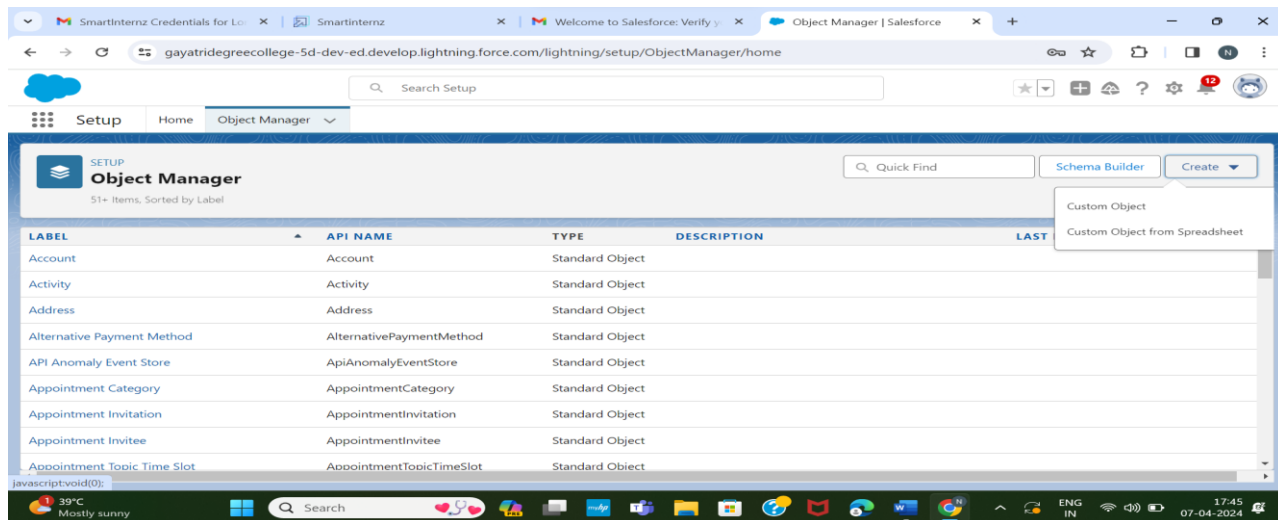 SmartInternz Credentials for Lo
Smartinternz
Welcome to Salesforce: Verify y
Object Manager | Salesforce
gayatridegreecollege-5d-dev-ed.develop.lightning.force.com/lightning/setup/ObjectManager/home
N
Search Setup
12
Setup Home Object Manager
SETUP
Object Manager
51+ Items, Sorted by Label
Quick Find
Schema Builder
Create
Custom Object
Custom Object from Spreadsheet
LABEL API NAME TYPE DESCRIPTION LAST
Account Account Standard Object
Activity Activity Standard Object
Address Address Standard Object
Alternative Payment Method AlternativePaymentMethod Standard Object
API Anomaly Event Store ApiAnomalyEventStore Standard Object
Appointment Category AppointmentCategory Standard Object
Appointment Invitation AppointmentInvitation Standard Object
Appointment Invitee AppointmentInvitee Standard Object
Appointment Topic Time Slot AppointmentTopicTimeSlot Standard Object
javascript:void(0);
1
39°C
Mostly sunny
Search
PRE
myhp
N
ENG
IN
17:45
07-04-2024